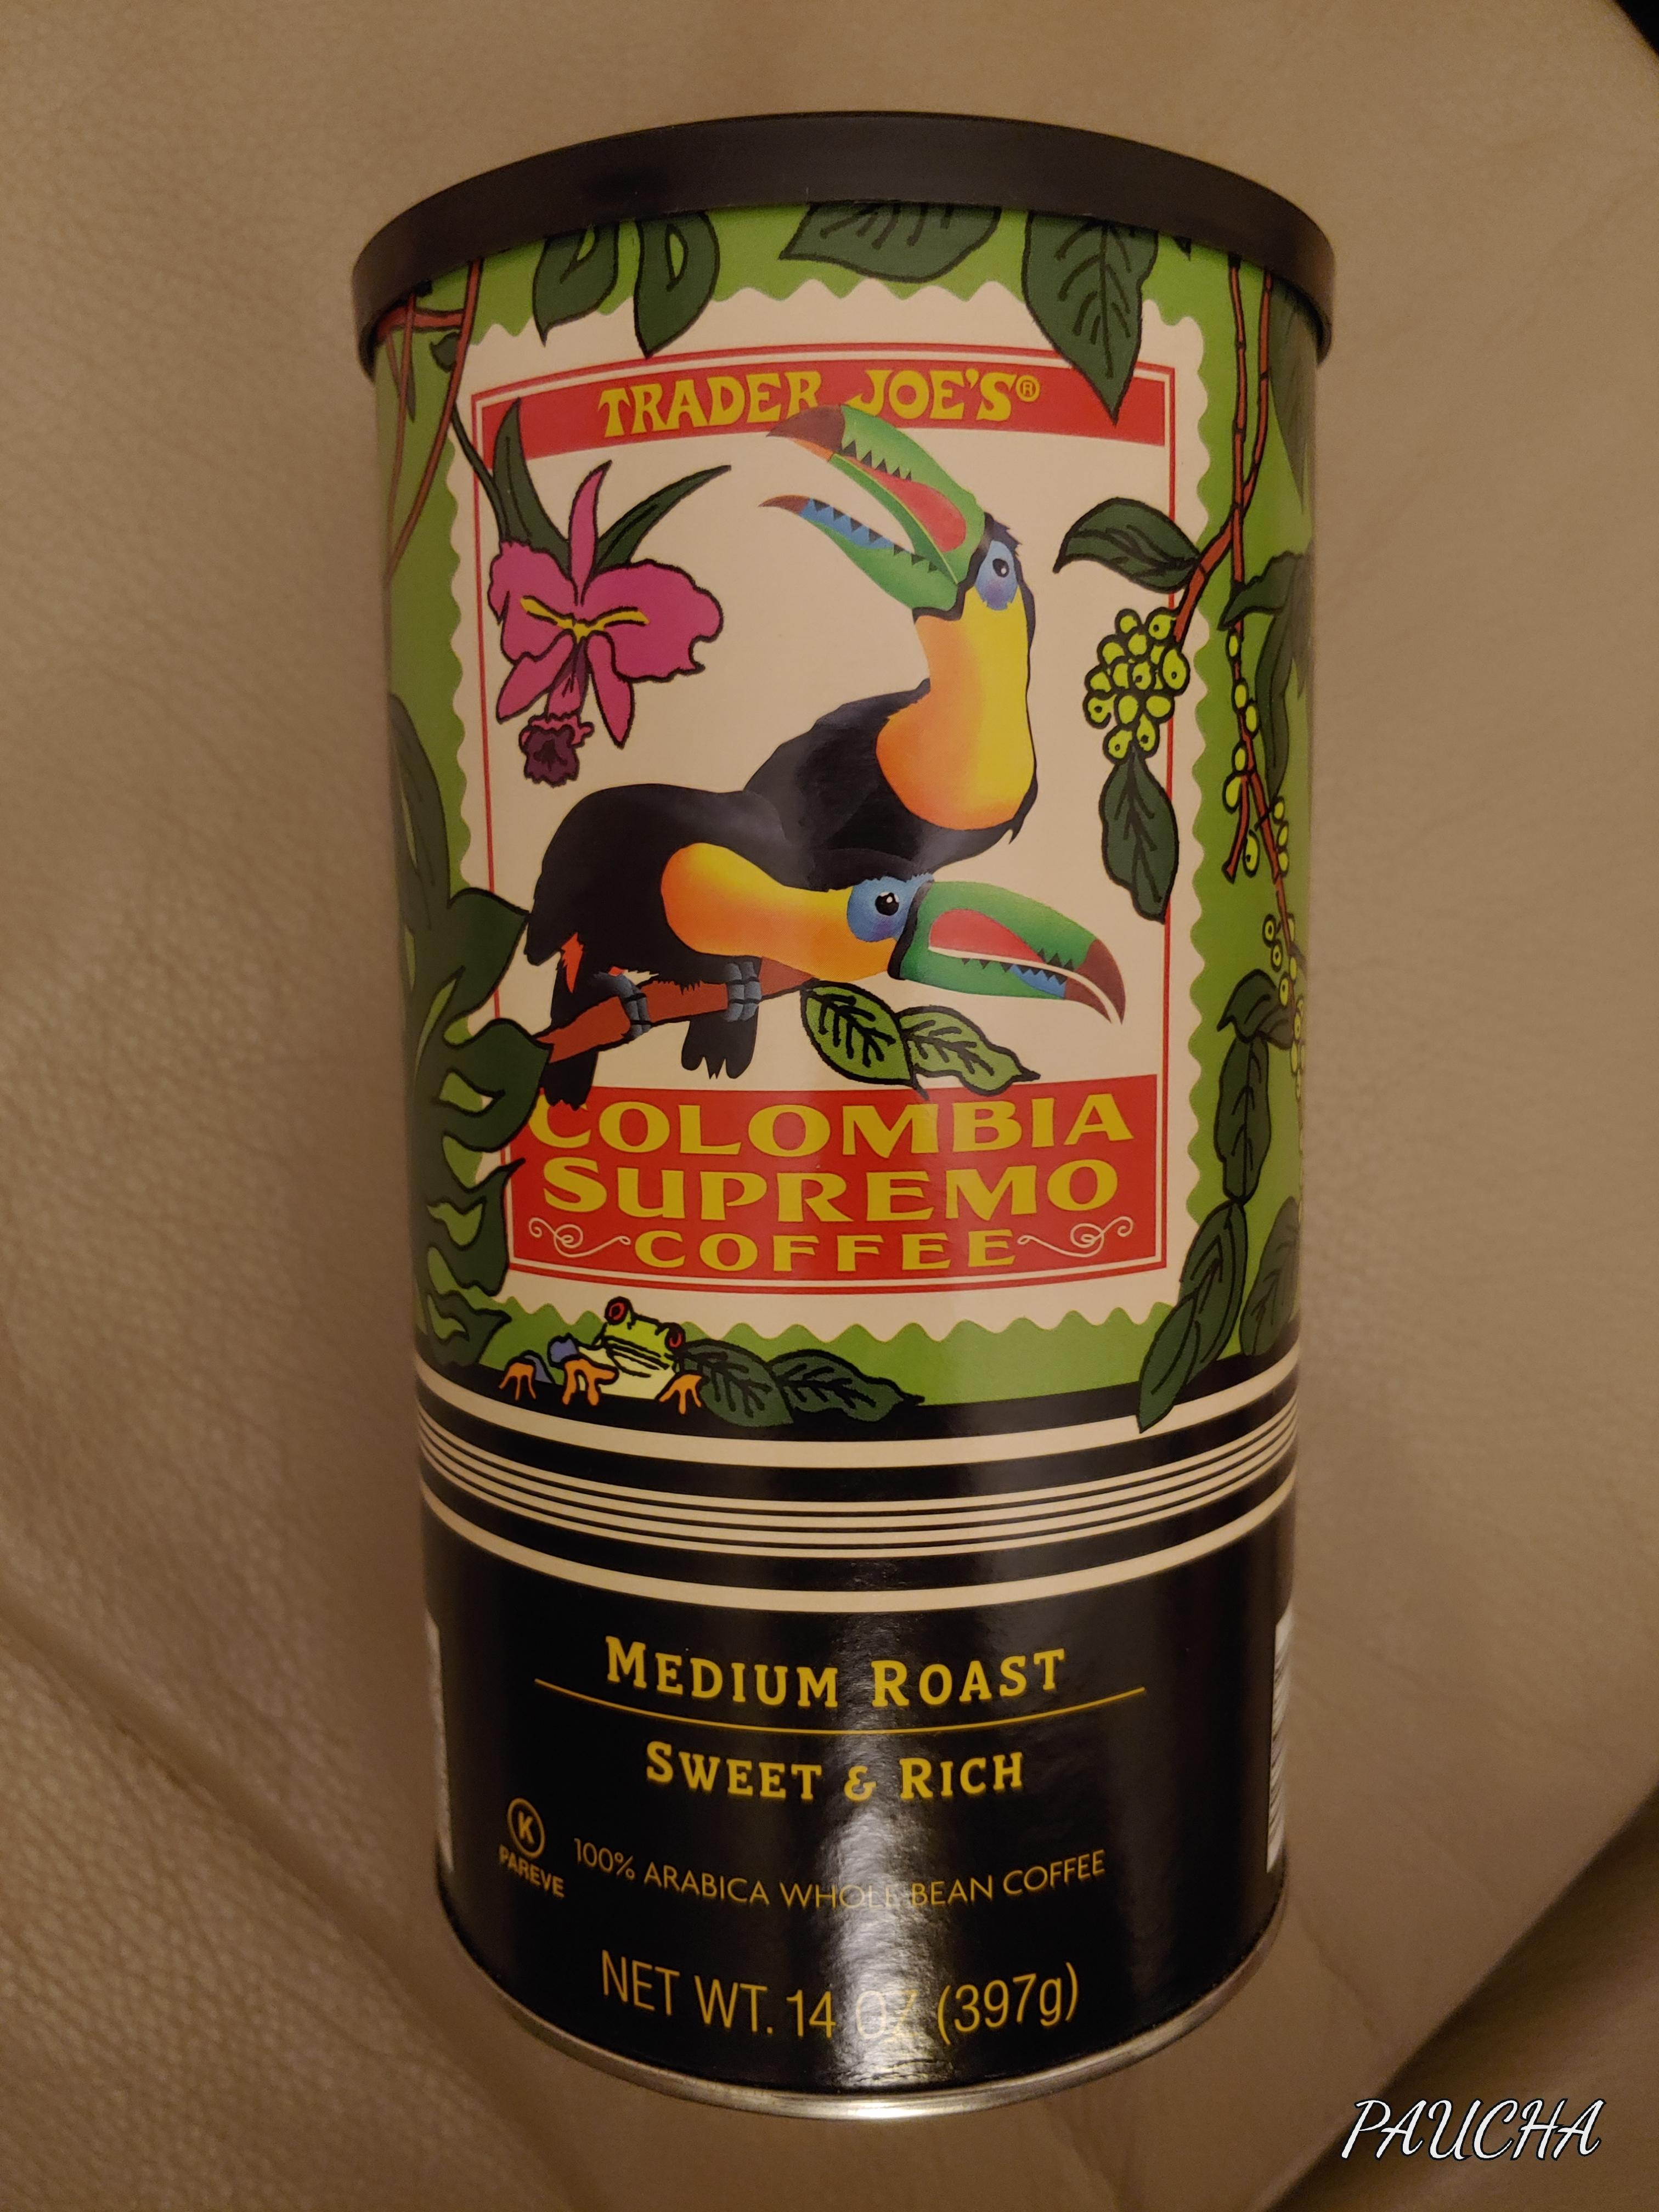 TRADER JOE'S®
COLOMBIA
SUPREMO
COFFEE
MEDIUM ROAST
SWEET & RICH
K
PAREVE
100% ARABICA WHOLE BEAN COFFEE
NET WT. 14 OZ (397g)
PAUCHA